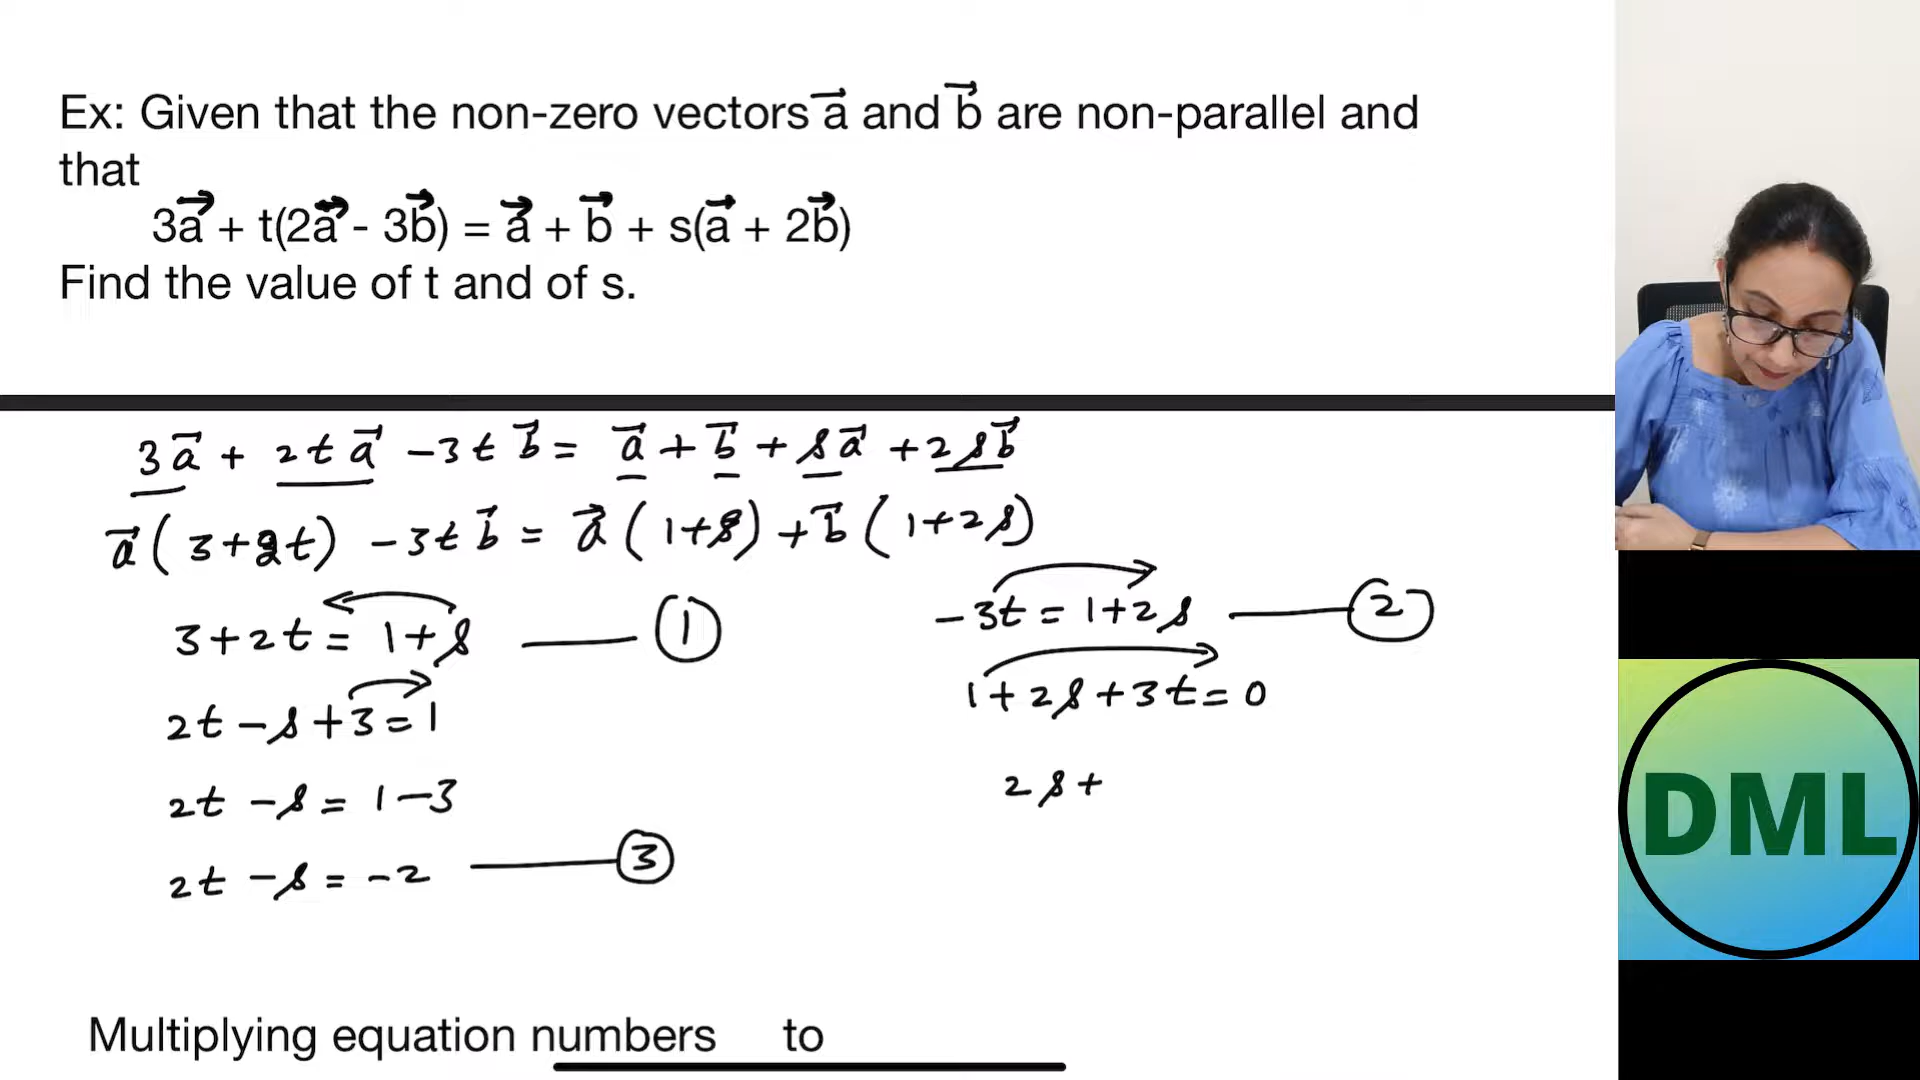 Ex: Given that the non-zero vectors a⃗ and b⃗ are non-parallel and
that
3a⃗ + t(2a⃗ - 3b⃗) = a⃗ + b⃗ + s(a⃗ + 2b⃗)
Find the value of t and of s.
3a⃗ + 2ta⃗ -3tb⃗ = a⃗ + b⃗ + sa⃗ + 2sb⃗
a⃗(3+2t) -3tb⃗ = a⃗(1+s) + b⃗(1+2s)
3+2t = 1+s — 1
2t - s + 3 = 1
2t - s = 1-3
2t - s = -2 — 3
-3t = 1+2s — 2
1+2s+3t = 0
2s+
Multiplying equation numbers to
DML